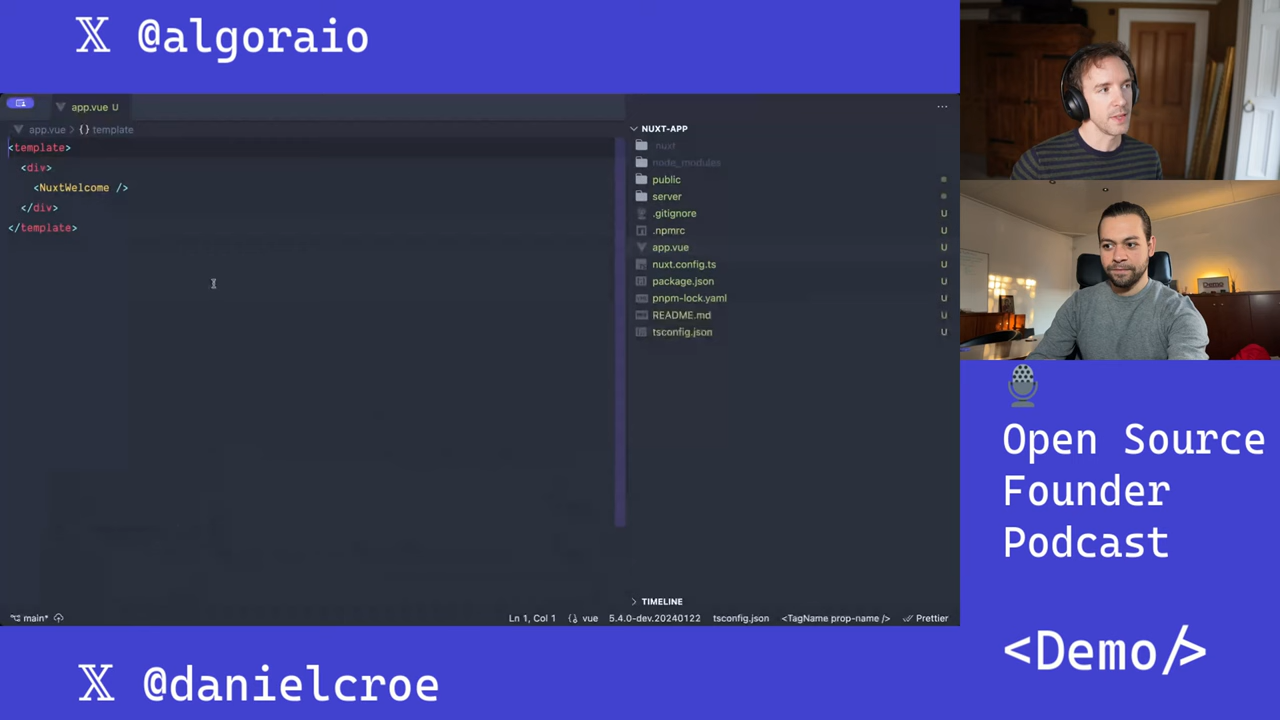 𝕏 @algoraio
app.vue U
app.vue > {} template
<template>
<div>
<NuxtWelcome />
</div>
</template>
NUXT-APP
.nuxt
node_modules
public
server
.gitignore U
.npmrc U
app.vue U
nuxt.config.ts U
package.json U
pnpm-lock.yaml U
README.md U
tsconfig.json U
TIMELINE
main*
Ln 1, Col 1
{} vue
5.4.0-dev.20240122
tsconfig.json
<TagName prop-name />
Prettier
Open Source
Founder
Podcast
<Demo/>
𝕏 @danielcroe